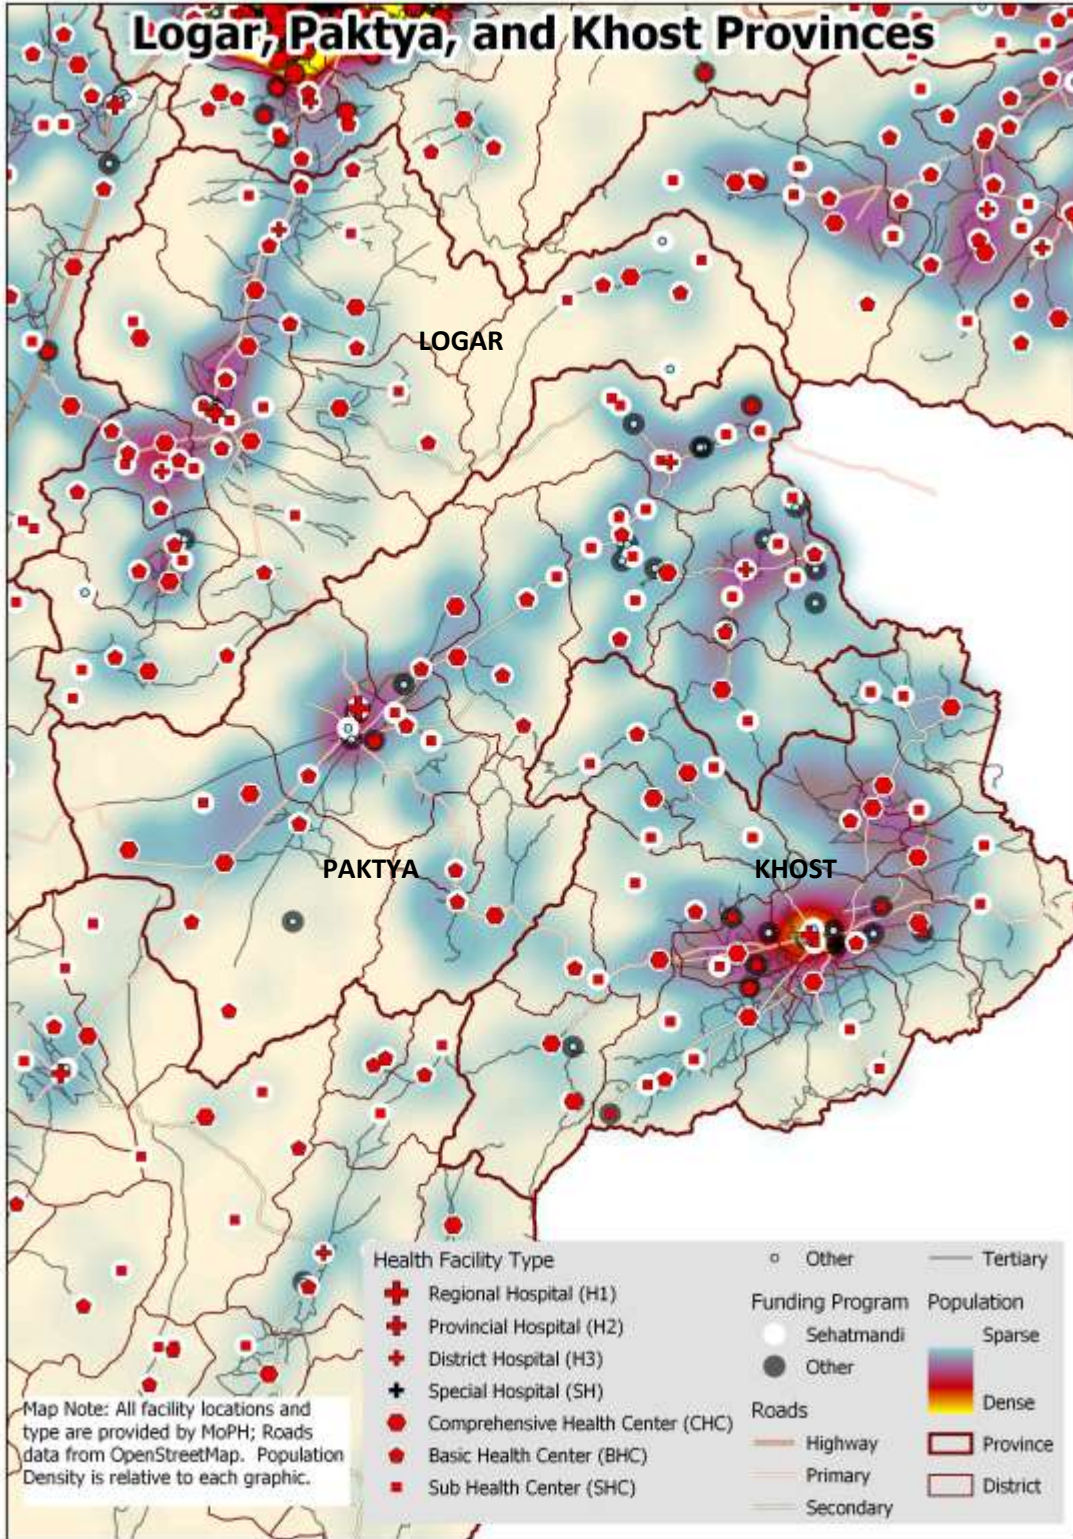 Logar, Paktya, and Khost Provinces
LOGAR
PAKTYA
KHOST
Health Facility Type
Regional Hospital (H1)
Provincial Hospital (H2)
District Hospital (H3)
Special Hospital (SH)
Comprehensive Health Center (CHC)
Basic Health Center (BHC)
Sub Health Center (SHC)
Other
Funding Program
Sehatmandi
Other
Roads
Highway
Primary
Secondary
Tertiary
Population
Sparse
Dense
Province
District
Map Note: All facility locations and
type are provided by MoPH; Roads
data from OpenStreetMap. Population
Density is relative to each graphic.